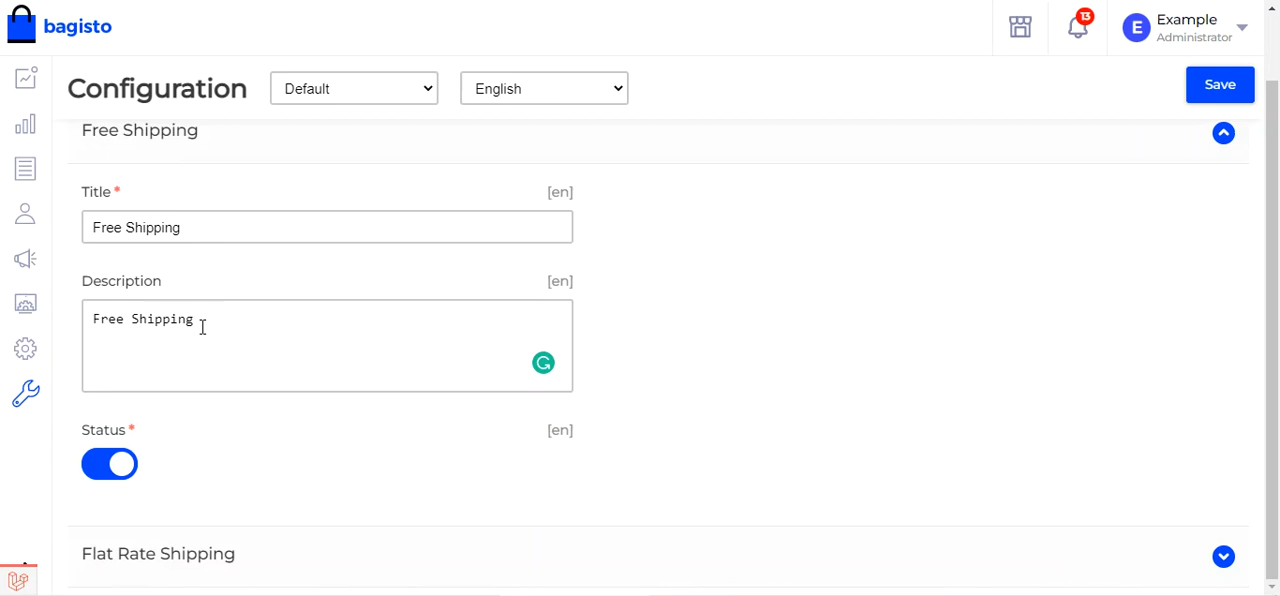 bagisto
13
E
Example
Administrator
Configuration
Default
English
Save
Free Shipping
Title * [en]
Free Shipping
Description [en]
Free Shipping
G
Status * [en]
Flat Rate Shipping